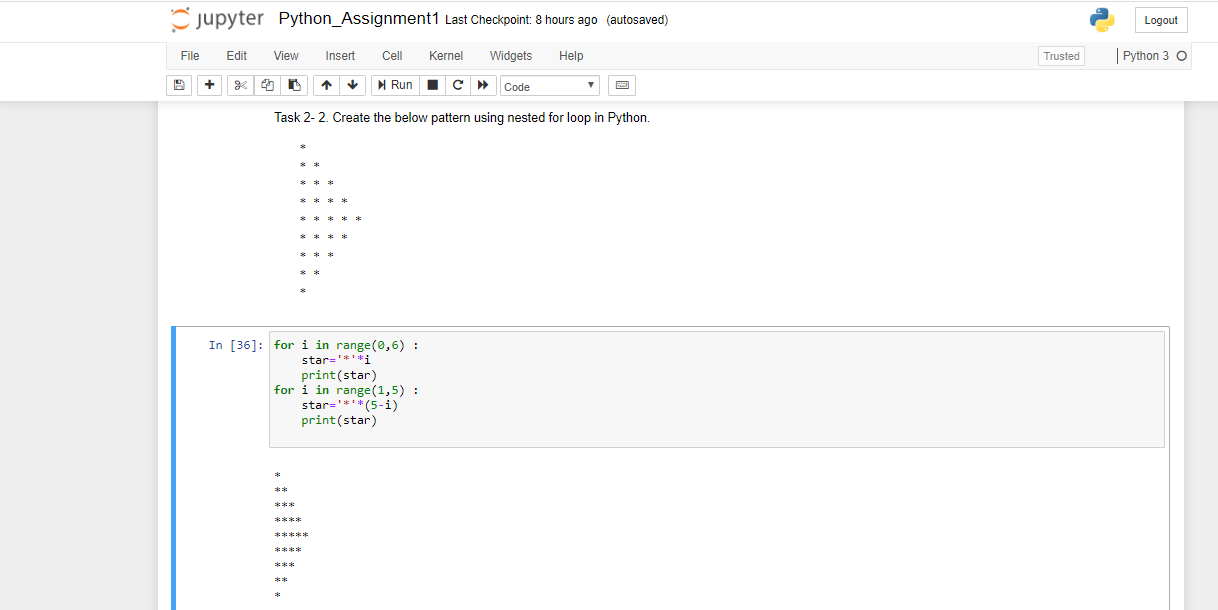 jupyter Python_Assignment1 Last Checkpoint: 8 hours ago (autosaved)
Logout
File Edit View Insert Cell Kernel Widgets Help
Trusted
Python 3
Run
Code
Task 2- 2. Create the below pattern using nested for loop in Python.
*
* *
* * *
* * * *
* * * * *
* * * *
* * *
* *
*
In [36]:
for i in range(0,6) :
    star='*'*i
    print(star)
for i in range(1,5) :
    star='*'*(5-i)
    print(star)
*
**
***
****
*****
****
***
**
*